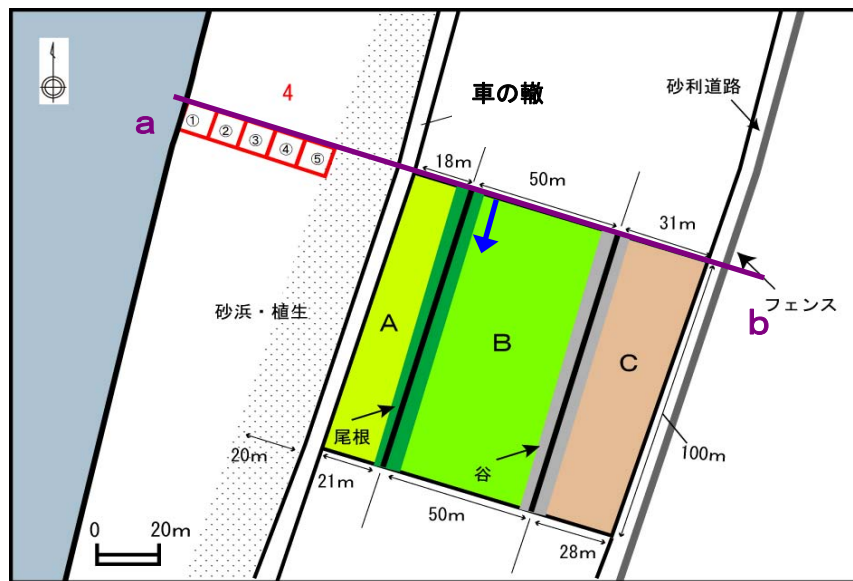 4
車の轍
砂利道路
a
① ② ③ ④ ⑤
18m
50m
31m
フェンス
b
砂浜・植生
A
B
C
尾根
谷
20m
21m
50m
28m
100m
0 20m